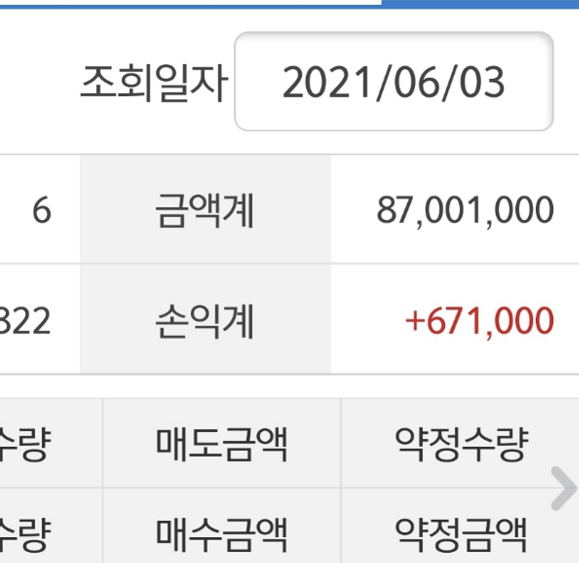 조회일자 2021/06/03
6 금액계 87,001,000
822 손익계 +671,000
수량 매도금액 약정수량
수량 매수금액 약정금액